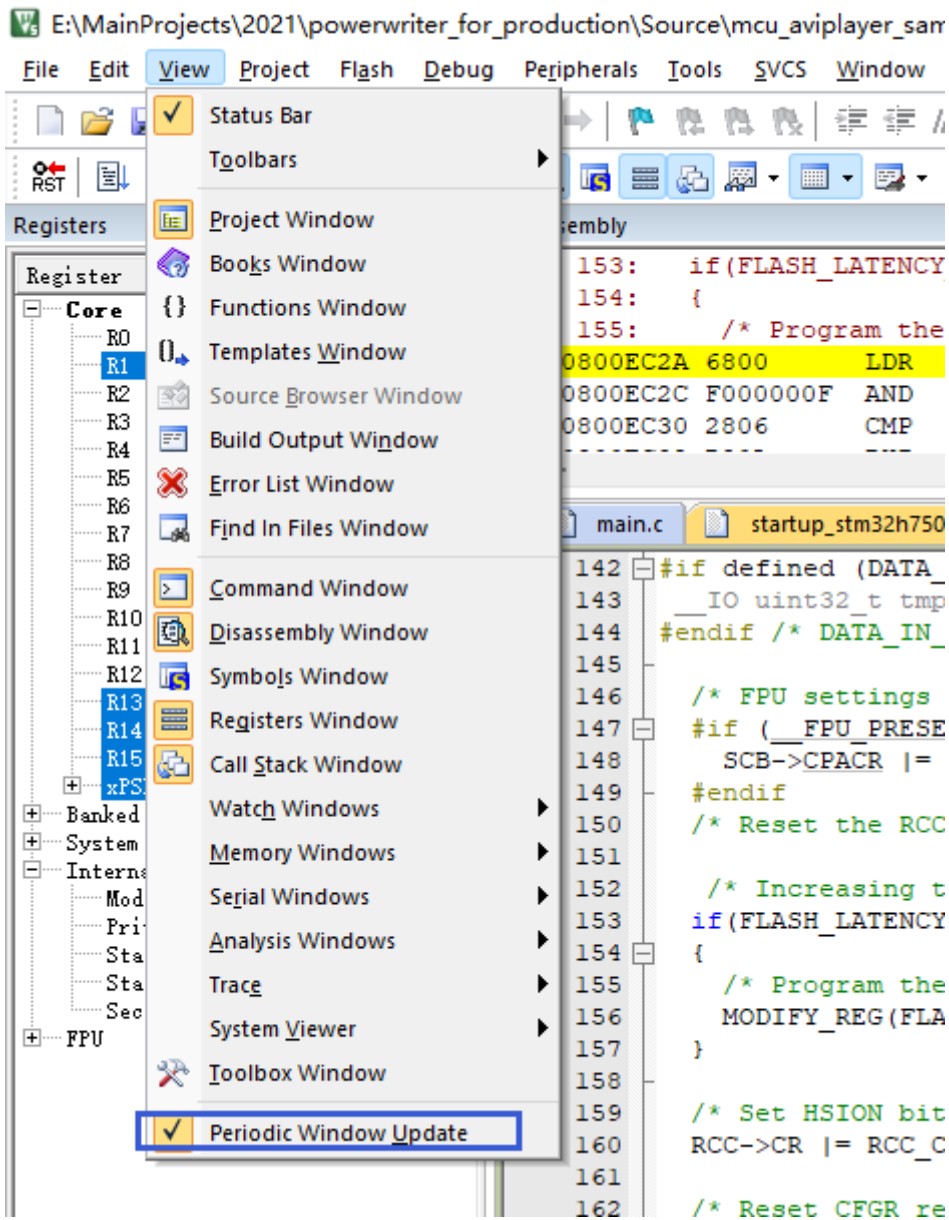 E:\MainProjects\2021\powerwriter_for_production\Source\mcu_aviplayer_sam
File Edit View Project Flash Debug Peripherals Tools SVCS Window
Status Bar
Toolbars
RST
Project Window
Books Window
Functions Window
Templates Window
Source Browser Window
Build Output Window
Error List Window
Find In Files Window
Command Window
Disassembly Window
Symbols Window
Registers Window
Call Stack Window
Watch Windows
Memory Windows
Serial Windows
Analysis Windows
Trace
System Viewer
Toolbox Window
Periodic Window Update
Registers
Register
Core
R0
R1
R2
R3
R4
R5
R6
R7
R8
R9
R10
R11
R12
R13
R14
R15
xPS
Banked
System
Interna
Mod
Pri
Sta
Sta
Sec
FPU
sembly
153: if(FLASH_LATENCY
154: {
155: /* Program the
0800EC2A 6800 LDR
0800EC2C F000000F AND
0800EC30 2806 CMP
main.c startup_stm32h750
142 #if defined (DATA_
143 __IO uint32_t tmp
144 #endif /* DATA_IN_
145
146 /* FPU settings
147 #if (__FPU_PRESE
148 SCB->CPACR |=
149 #endif
150 /* Reset the RCC
151
152 /* Increasing t
153 if(FLASH_LATENCY
154 {
155 /* Program the
156 MODIFY_REG(FLA
157 }
158
159 /* Set HSION bit
160 RCC->CR |= RCC_C
161
162 /* Reset CFGR re